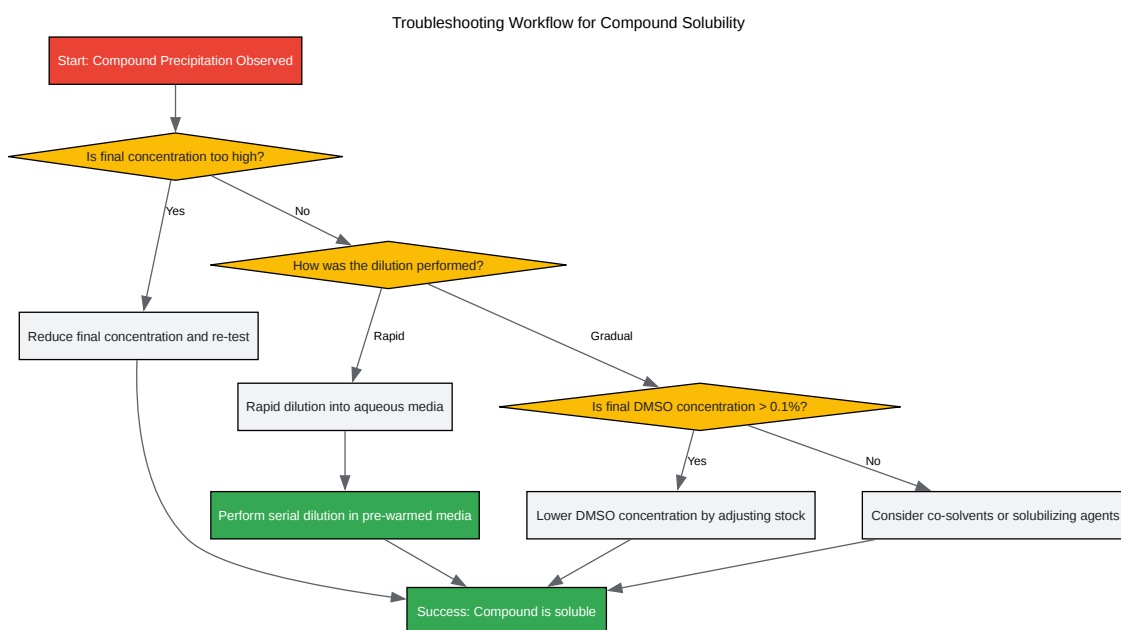 Troubleshooting Workflow for Compound Solubility
Start: Compound Precipitation Observed
Is final concentration too high?
Yes
No
How was the dilution performed?
Reduce final concentration and re-test
Rapid
Gradual
Rapid dilution into aqueous media
Is final DMSO concentration > 0.1%?
Yes
No
Perform serial dilution in pre-warmed media
Lower DMSO concentration by adjusting stock
Consider co-solvents or solubilizing agents
Success: Compound is soluble